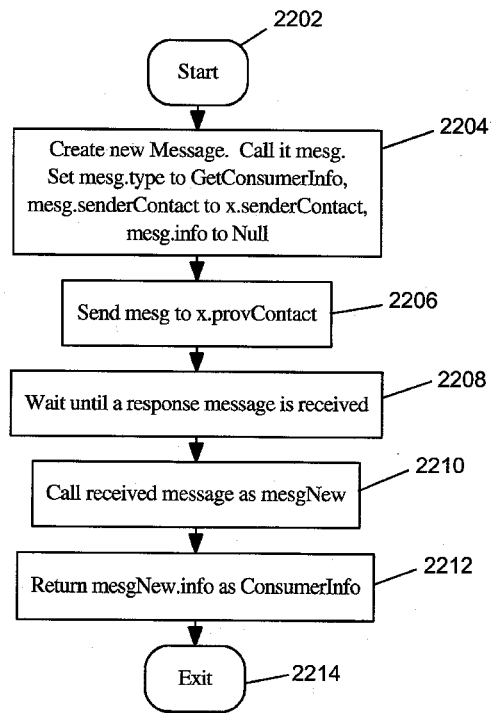 2202
Start
2204
Create new Message. Call it mesg.
Set mesg.type to GetConsumerInfo,
mesg.senderContact to x.senderContact,
mesg.info to Null
Send mesg to x.provContact
2206
2208
Wait until a response message is received
2210
Call received message as mesgNew
2212
Return mesgNew.info as ConsumerInfo
Exit
2214